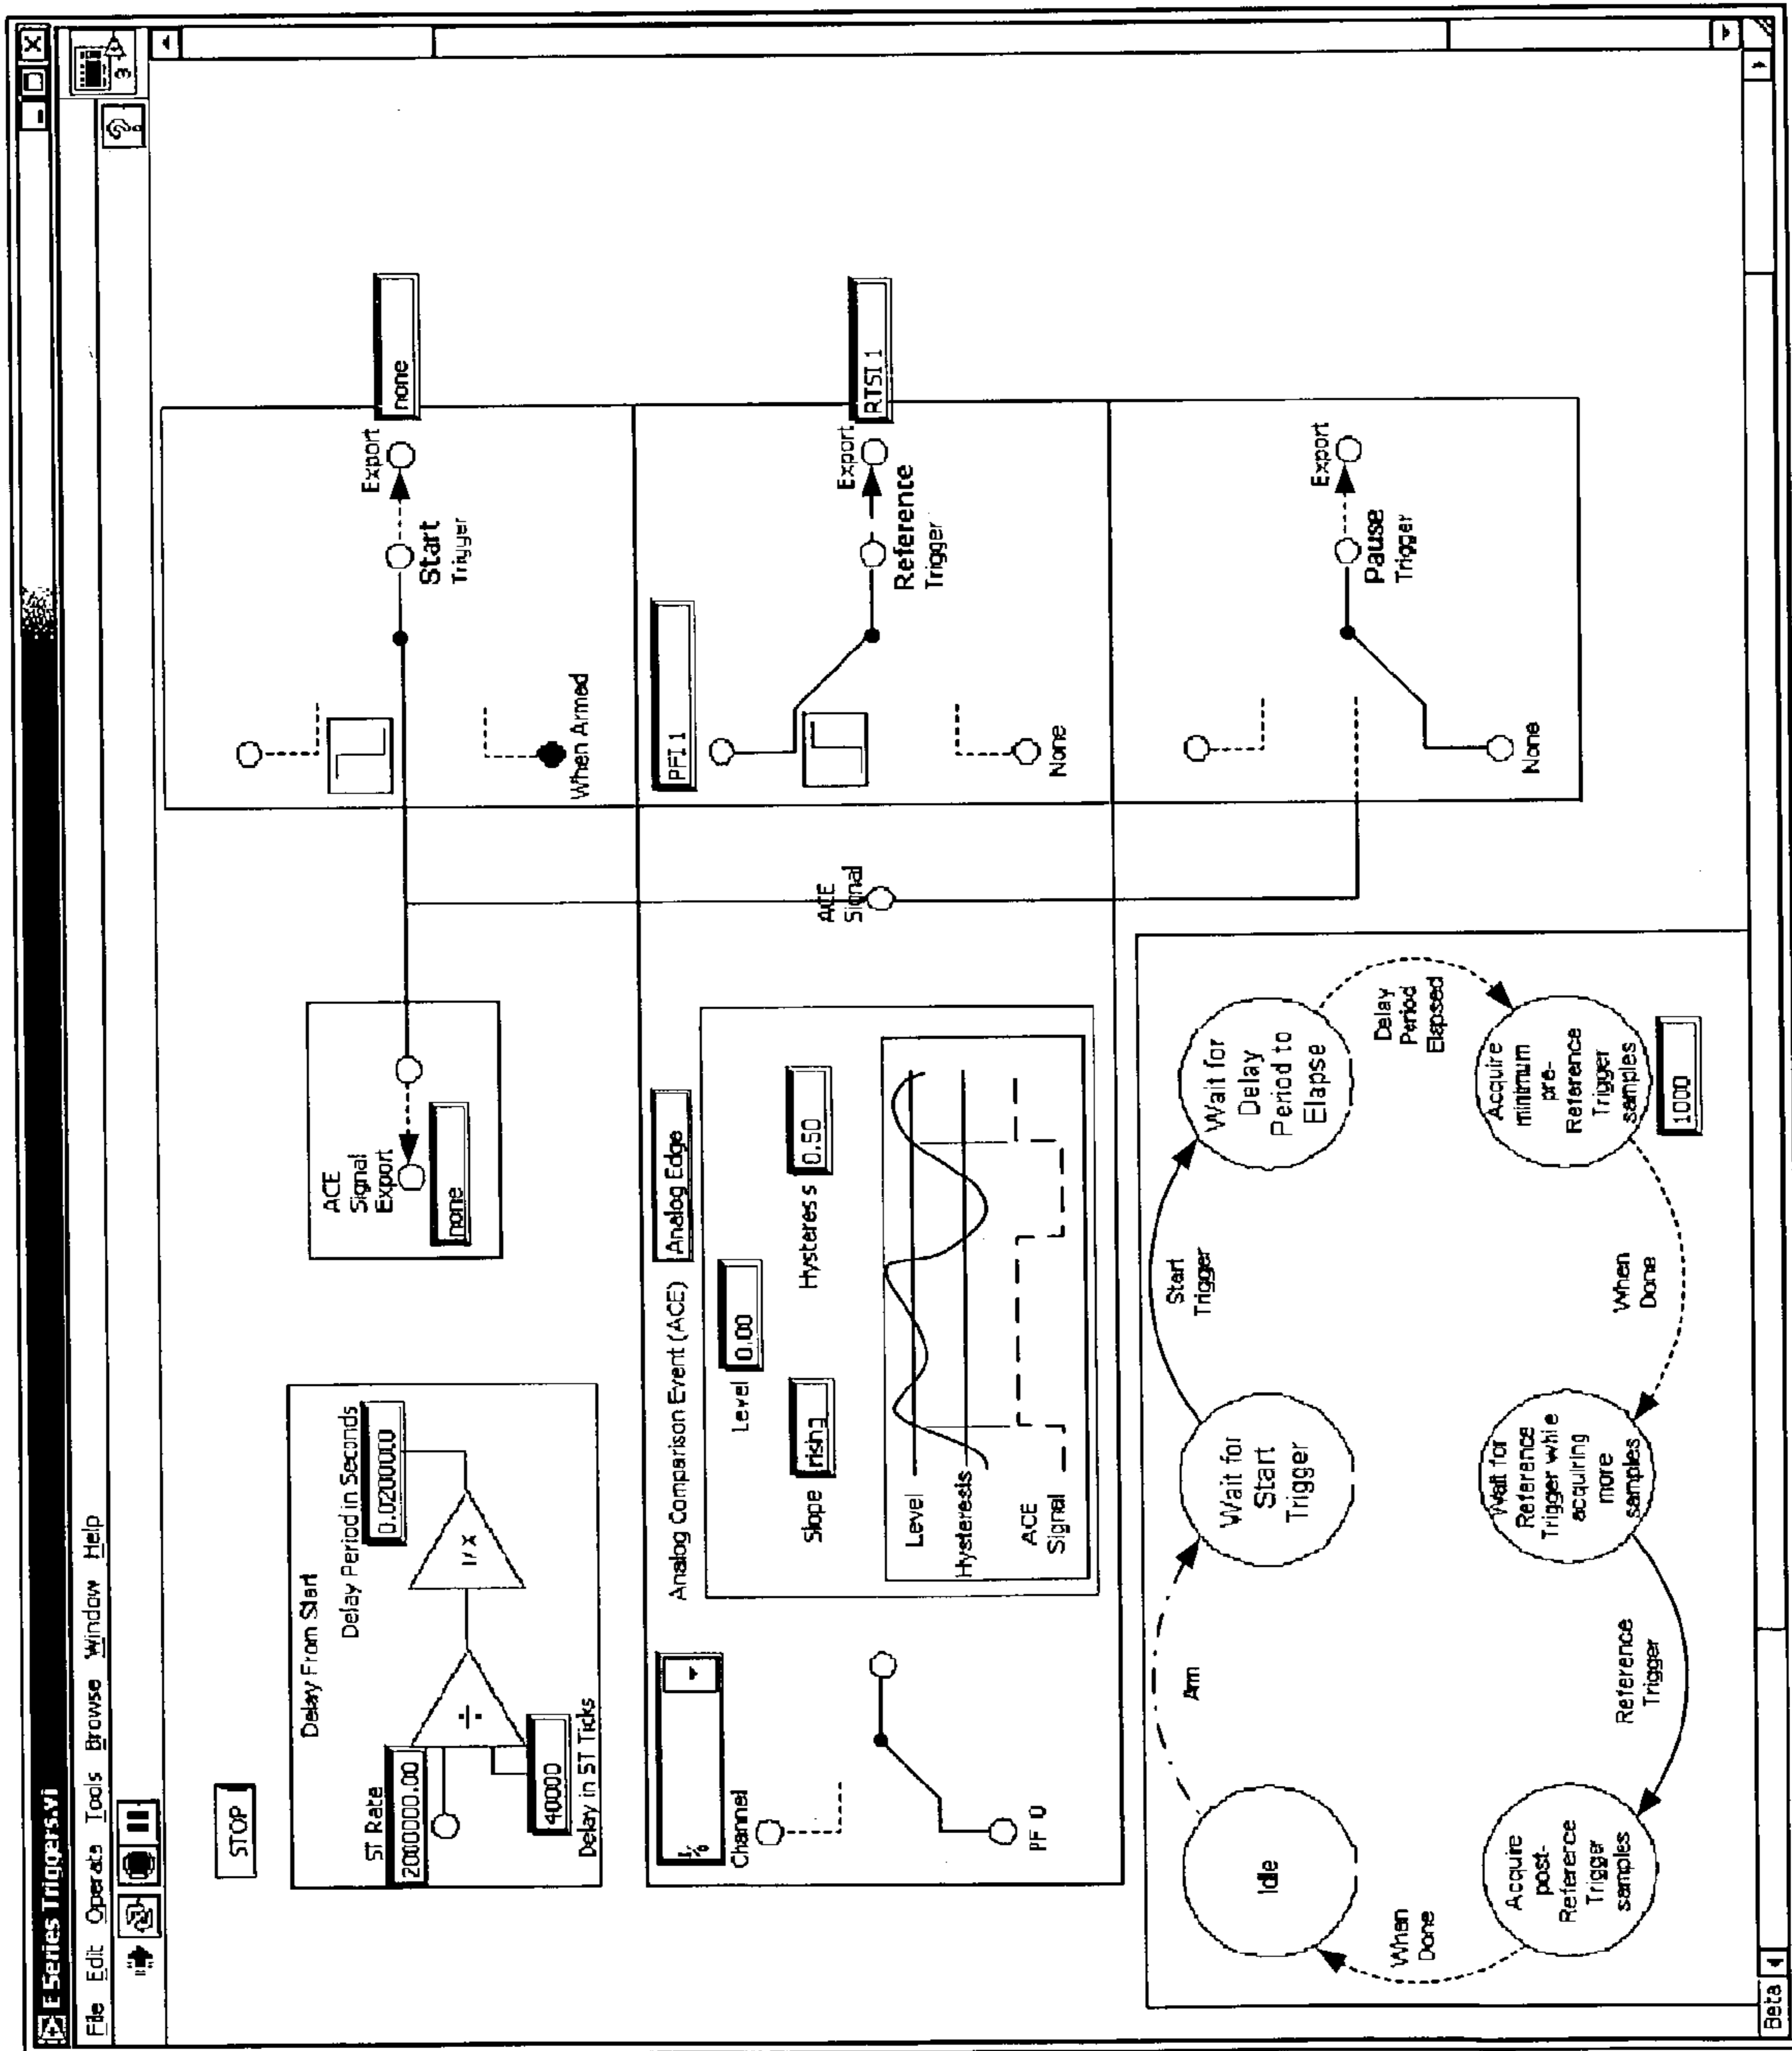 E Series Triggers.vi
File Edit Operate Tools Browse Window Help
3
STOP
Delay From Start
ST Rate
2000000.00
Delay Period in Seconds
0.0200000
÷
1/x
40000
Delay in ST Ticks
ACE
Signal
Export
none
When Armed
Start
Trigger
Export
none
Channel
PF 0
Analog Comparison Event (ACE)
Analog Edge
Level
0.00
Slope
rising
Hysteres s
0.50
Level
Hysteresis
ACE
Signal
ACE
Signal
PFI 1
None
Reference
Trigger
Export
RTSI 1
None
Pause
Trigger
Export
Idle
Arm
Wait for
Start
Trigger
Start
Trigger
Wait for
Delay
Period to
Elapse
Delay
Period
Elapsed
Acquire
minimum
pre-
Reference
Trigger
samples
1000
When
Done
Wait for
Reference
Trigger while
acquiring
more
samples
Reference
Trigger
Acquire
post-
Reference
Trigger
samples
When
Done
Beta